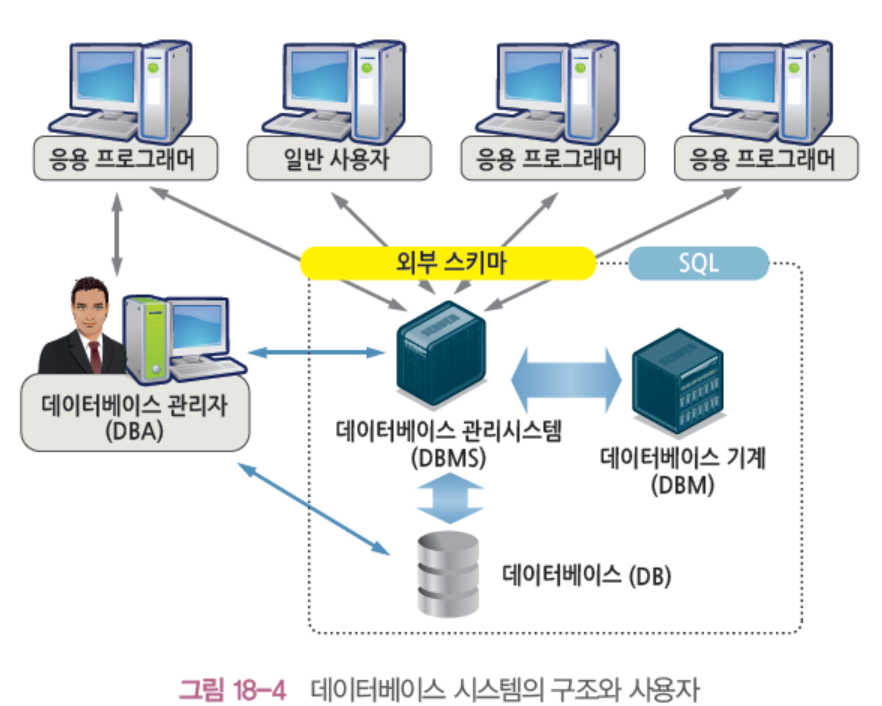 응용 프로그래머
일반 사용자
응용 프로그래머
응용 프로그래머
외부 스키마
SQL
데이터베이스 관리자
(DBA)
데이터베이스 관리시스템
(DBMS)
데이터베이스 기계
(DBM)
데이터베이스 (DB)
그림 18-4 데이터베이스 시스템의 구조와 사용자